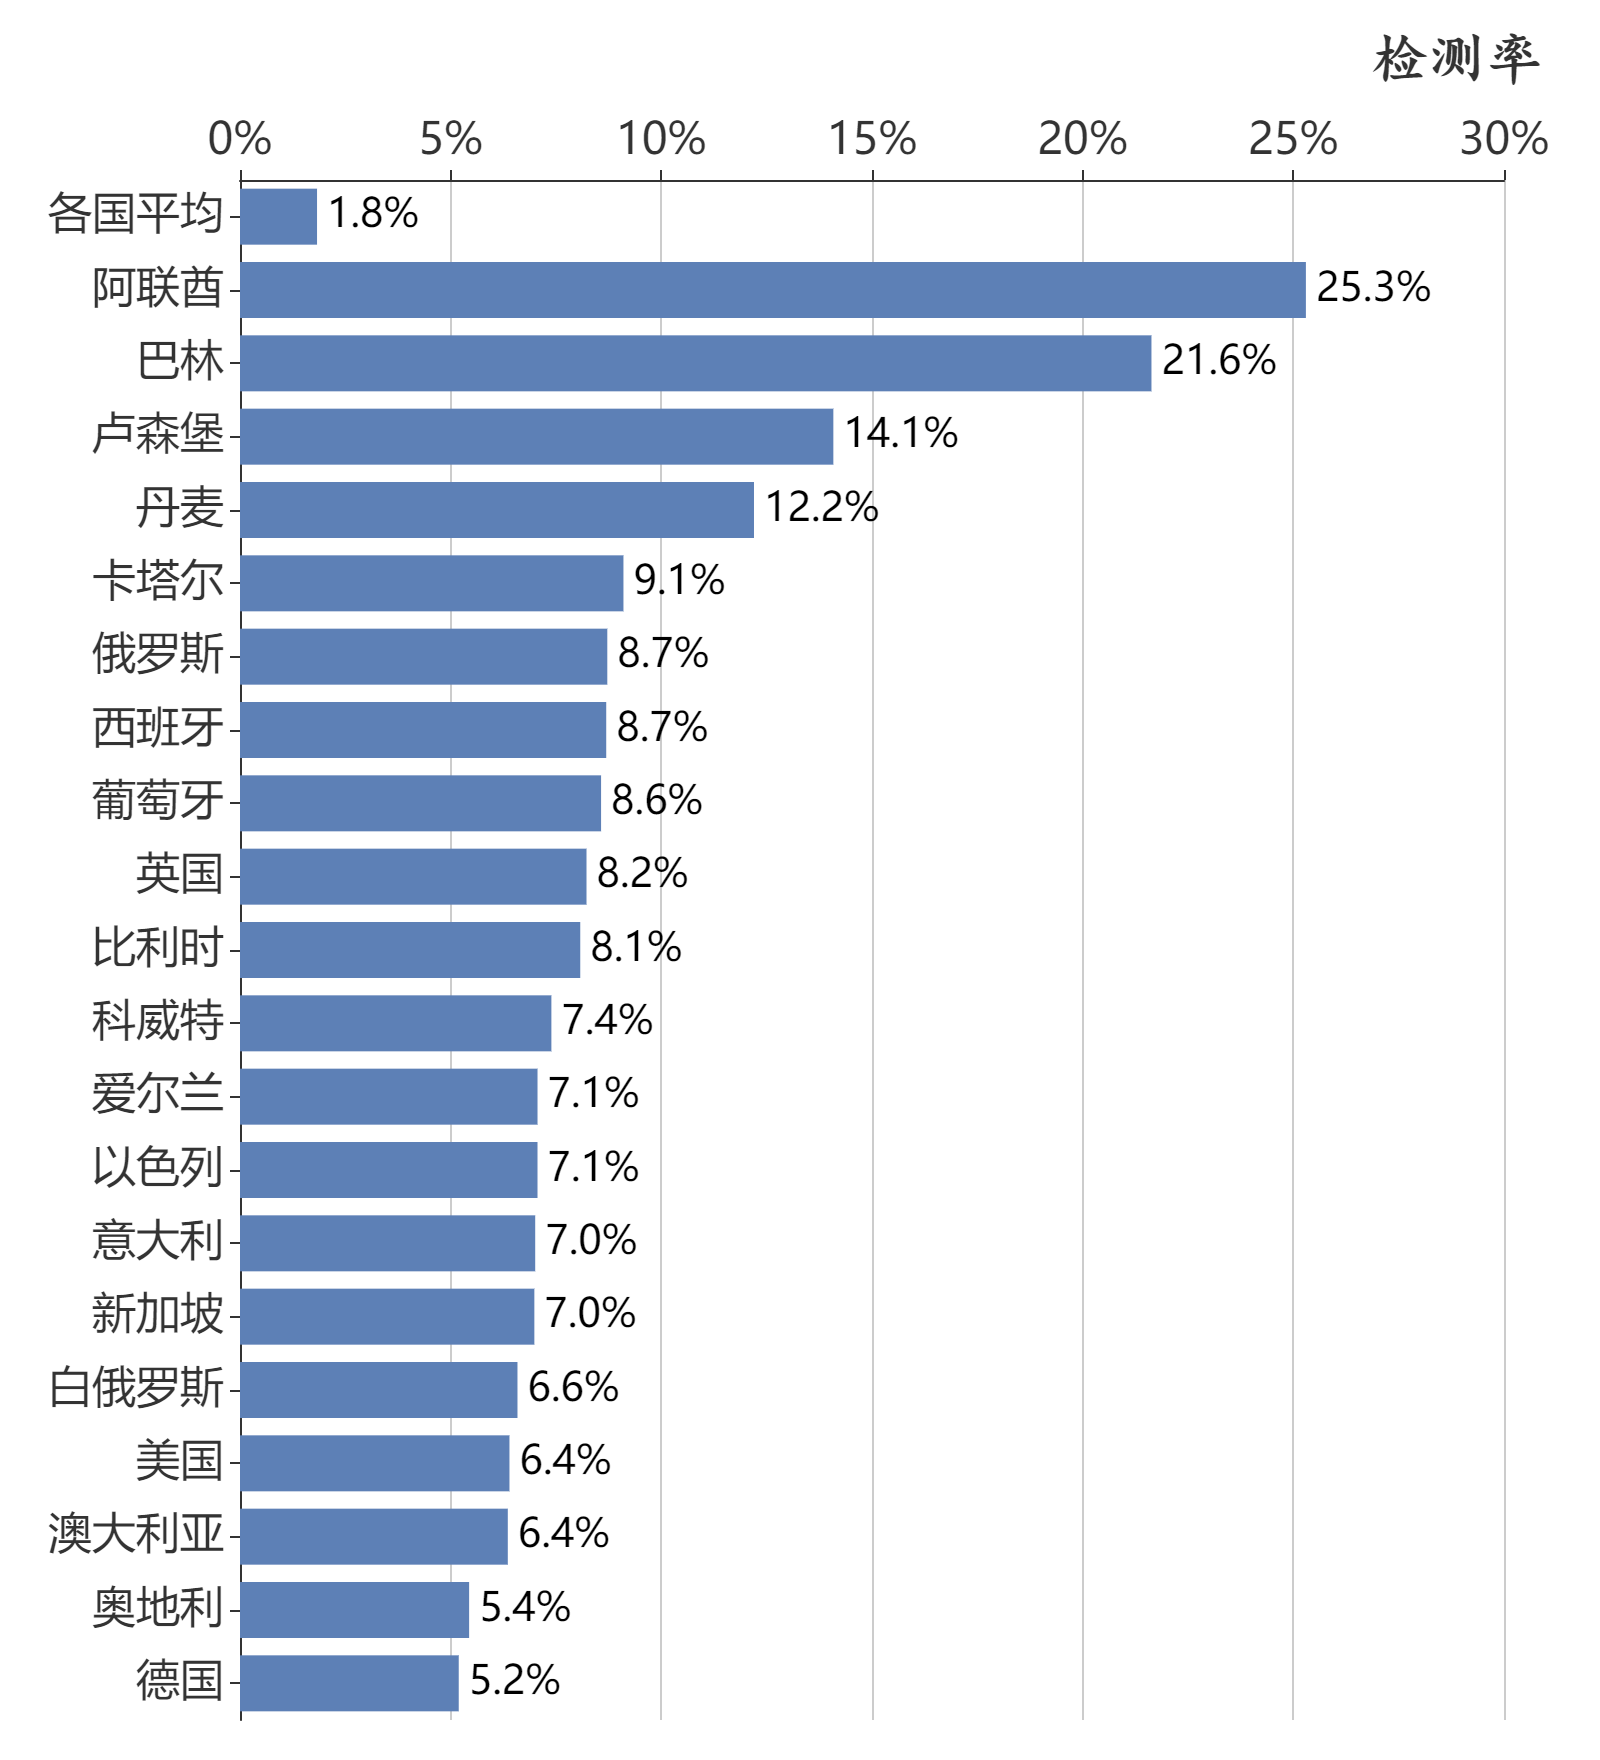 检测率
0% 5% 10% 15% 20% 25% 30%
各国平均 1.8%
阿联酋 25.3%
巴林 21.6%
卢森堡 14.1%
丹麦 12.2%
卡塔尔 9.1%
俄罗斯 8.7%
西班牙 8.7%
葡萄牙 8.6%
英国 8.2%
比利时 8.1%
科威特 7.4%
爱尔兰 7.1%
以色列 7.1%
意大利 7.0%
新加坡 7.0%
白俄罗斯 6.6%
美国 6.4%
澳大利亚 6.4%
奥地利 5.4%
德国 5.2%